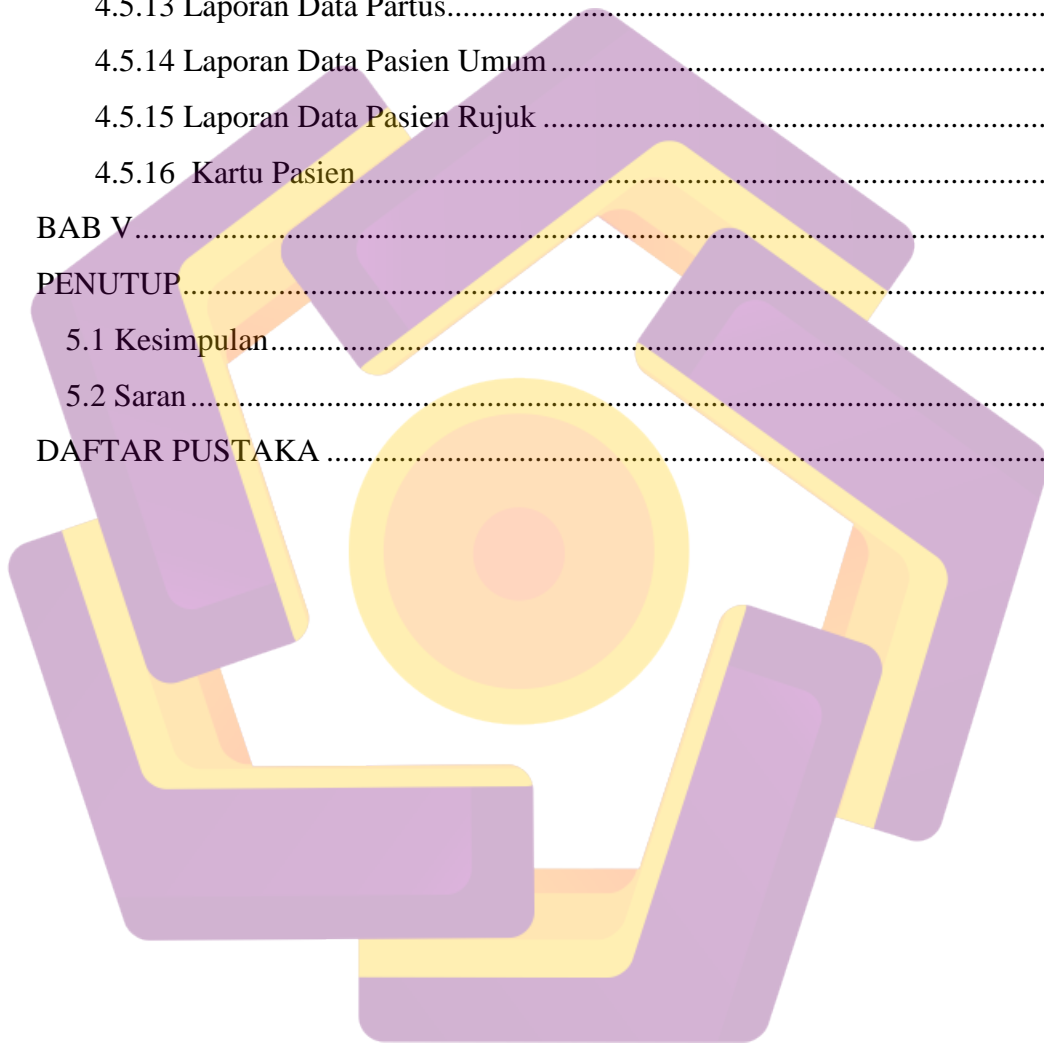 4.5.13 Laporan Data Partus..........................................................................
4.5.14 Laporan Data Pasien Umum..............................................................
4.5.15 Laporan Data Pasien Rujuk ..............................................................
4.5.16  Kartu Pasien.....................................................................................
BAB V.....................................................................................................................
PENUTUP..............................................................................................................
5.1 Kesimpulan..................................................................................................
5.2 Saran............................................................................................................
DAFTAR PUSTAKA ...........................................................................................